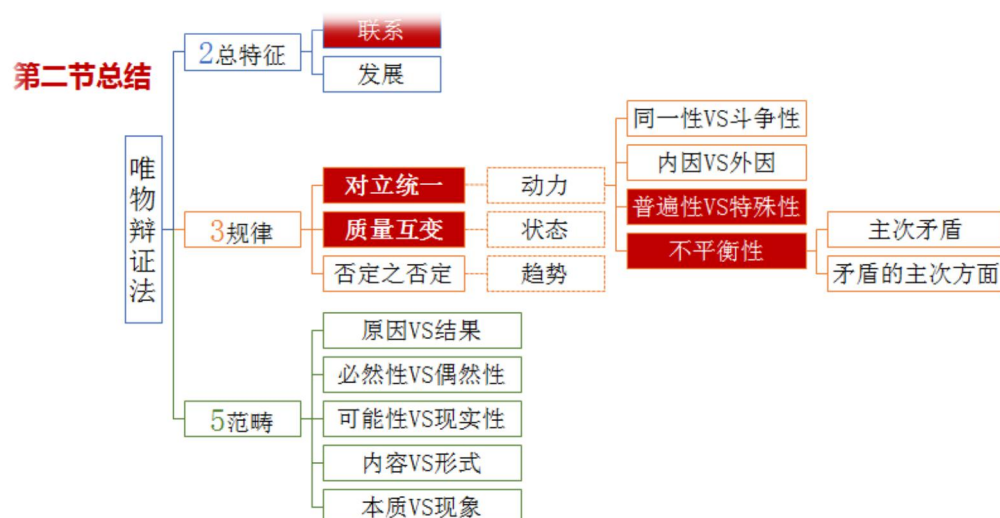 第二节总结
唯物辩证法
2总特征
联系
发展
3规律
对立统一
动力
同一性VS斗争性
内因VS外因
普遍性VS特殊性
不平衡性
主次矛盾
矛盾的主次方面
质量互变
状态
否定之否定
趋势
5范畴
原因VS结果
必然性VS偶然性
可能性VS现实性
内容VS形式
本质VS现象